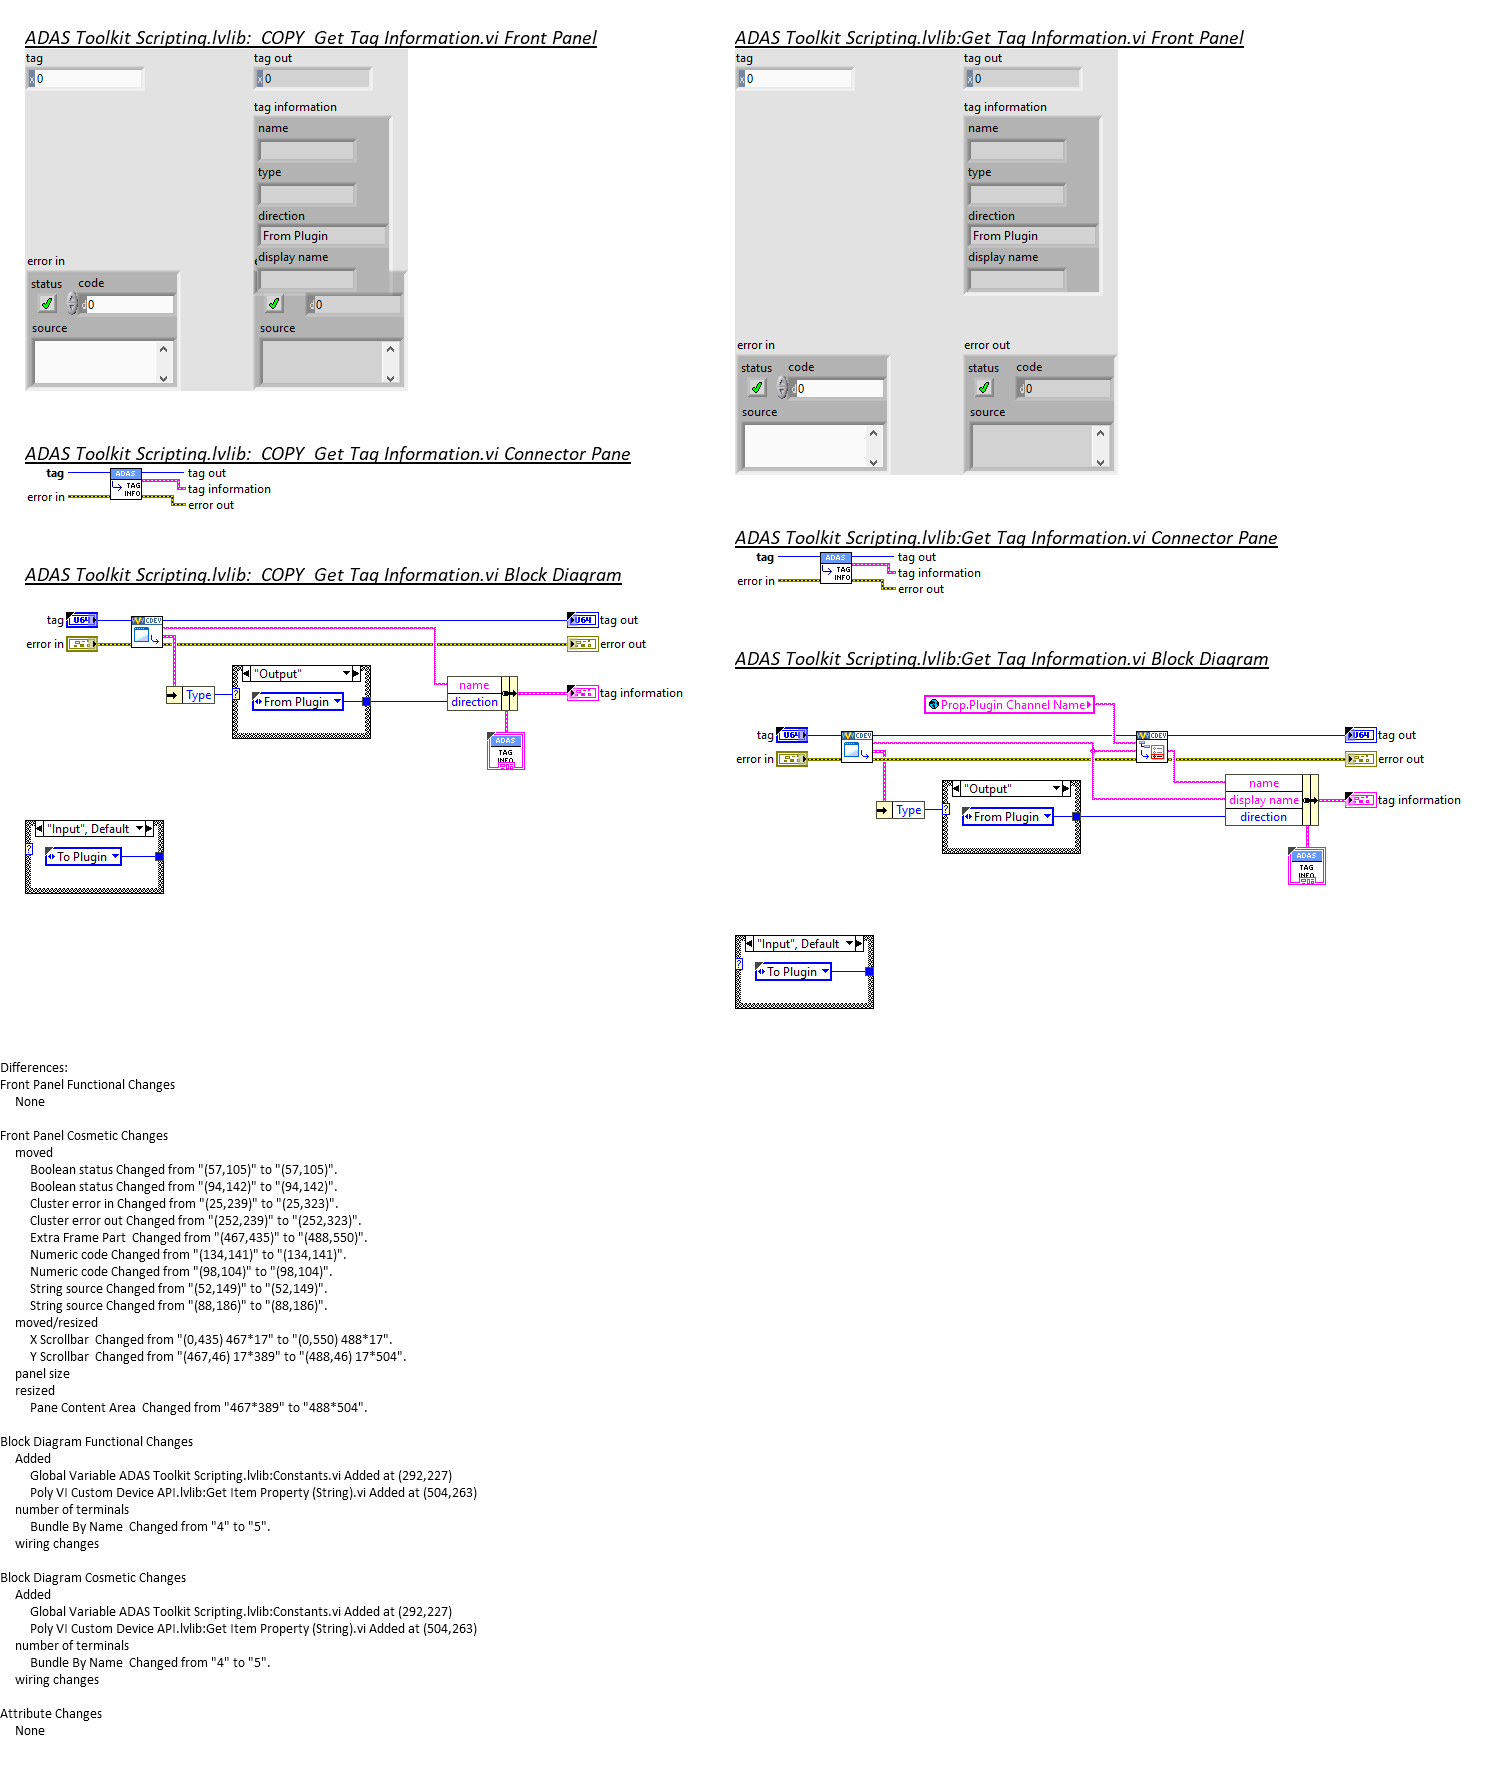 ADAS Toolkit Scripting.lvlib:  COPY  Get Tag Information.vi Front Panel
tag
x 0
tag out
x 0
tag information
name
type
direction
From Plugin
display name
error in
status code
d 0
source
d 0
source
ADAS Toolkit Scripting.lvlib:  COPY  Get Tag Information.vi Connector Pane
tag
error in
ADAS
TAG
INFO
tag out
tag information
error out
ADAS Toolkit Scripting.lvlib:  COPY  Get Tag Information.vi Block Diagram
tag
U64
error in
CDEV
U64
tag out
error out
Type
?
"Output"
From Plugin
name
direction
tag information
ADAS
TAG
INFO
"Input", Default
?
To Plugin
ADAS Toolkit Scripting.lvlib:Get Tag Information.vi Front Panel
tag
x 0
tag out
x 0
tag information
name
type
direction
From Plugin
display name
error in
status code
d 0
source
error out
status code
d 0
source
ADAS Toolkit Scripting.lvlib:Get Tag Information.vi Connector Pane
tag
error in
ADAS
TAG
INFO
tag out
tag information
error out
ADAS Toolkit Scripting.lvlib:Get Tag Information.vi Block Diagram
Prop.Plugin Channel Name
tag
U64
error in
CDEV
CDEV
U64
tag out
error out
Type
?
"Output"
From Plugin
name
display name
direction
tag information
ADAS
TAG
INFO
"Input", Default
?
To Plugin
Differences:
Front Panel Functional Changes
None
Front Panel Cosmetic Changes
moved
Boolean status Changed from "(57,105)" to "(57,105)".
Boolean status Changed from "(94,142)" to "(94,142)".
Cluster error in Changed from "(25,239)" to "(25,323)".
Cluster error out Changed from "(252,239)" to "(252,323)".
Extra Frame Part  Changed from "(467,435)" to "(488,550)".
Numeric code Changed from "(134,141)" to "(134,141)".
Numeric code Changed from "(98,104)" to "(98,104)".
String source Changed from "(52,149)" to "(52,149)".
String source Changed from "(88,186)" to "(88,186)".
moved/resized
X Scrollbar  Changed from "(0,435) 467*17" to "(0,550) 488*17".
Y Scrollbar  Changed from "(467,46) 17*389" to "(488,46) 17*504".
panel size
resized
Pane Content Area  Changed from "467*389" to "488*504".
Block Diagram Functional Changes
Added
Global Variable ADAS Toolkit Scripting.lvlib:Constants.vi Added at (292,227)
Poly VI Custom Device API.lvlib:Get Item Property (String).vi Added at (504,263)
number of terminals
Bundle By Name  Changed from "4" to "5".
wiring changes
Block Diagram Cosmetic Changes
Added
Global Variable ADAS Toolkit Scripting.lvlib:Constants.vi Added at (292,227)
Poly VI Custom Device API.lvlib:Get Item Property (String).vi Added at (504,263)
number of terminals
Bundle By Name  Changed from "4" to "5".
wiring changes
Attribute Changes
None